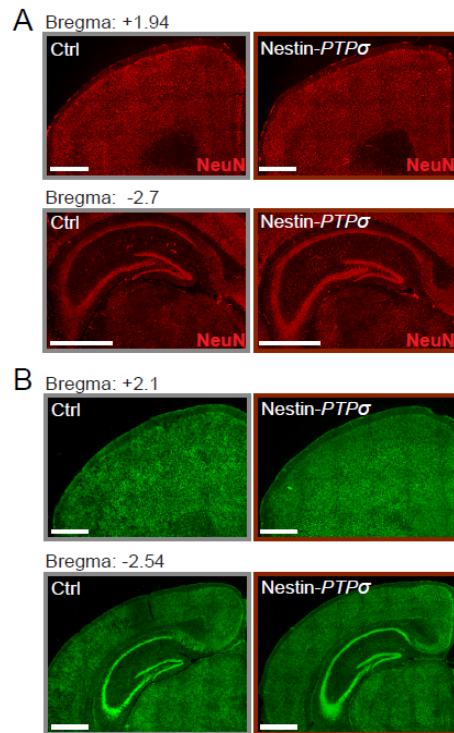 A Bregma: +1.94
Ctrl
Nestin-PTPσ
NeuN
NeuN
Bregma: -2.7
Ctrl
Nestin-PTPσ
NeuN
NeuN
B Bregma: +2.1
Ctrl
Nestin-PTPσ
Bregma: -2.54
Ctrl
Nestin-PTPσ